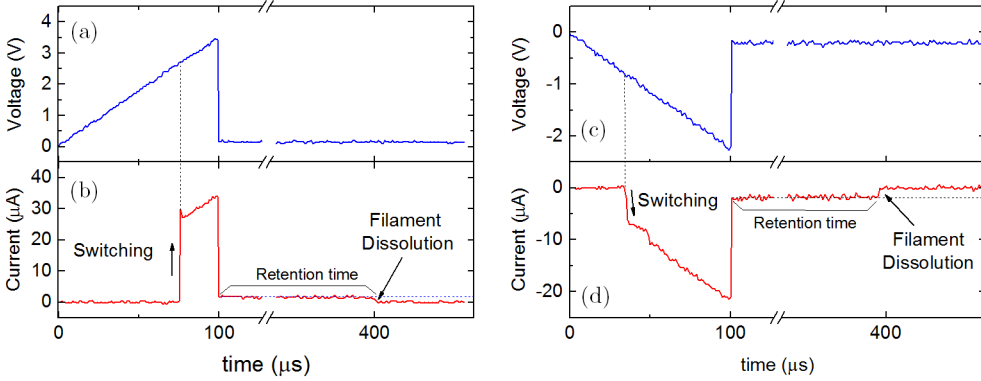 (a)
Voltage (V)
4
3
2
1
0
(b)
Current (μA)
40
30
20
10
0
Switching
Retention time
Filament
Dissolution
0
100
400
time (μs)
(c)
Voltage (V)
0
-1
-2
(d)
Current (μA)
0
-10
-20
Switching
Retention time
Filament
Dissolution
0
100
400
time (μs)